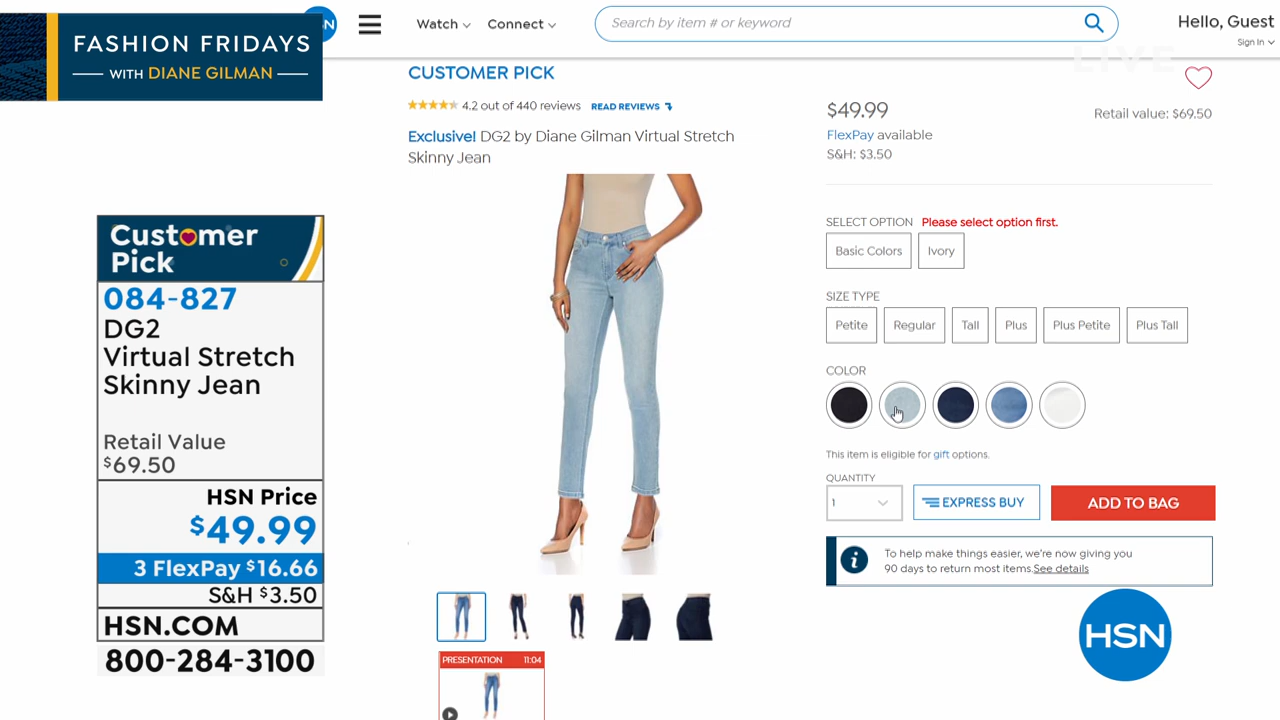 FASHION FRIDAYS
WITH DIANE GILMAN
SN
Watch
Connect
Search by item # or keyword
Hello, Guest
Sign In
LIVE
CUSTOMER PICK
4.2 out of 440 reviews READ REVIEWS
Exclusive! DG2 by Diane Gilman Virtual Stretch
Skinny Jean
$49.99
Retail value: $69.50
FlexPay available
S&H: $3.50
SELECT OPTION Please select option first.
Basic Colors
Ivory
SIZE TYPE
Petite
Regular
Tall
Plus
Plus Petite
Plus Tall
COLOR
This item is eligible for gift options.
QUANTITY
1
EXPRESS BUY
ADD TO BAG
To help make things easier, we're now giving you
90 days to return most items.See details
HSN
PRESENTATION 11:04
Customer
Pick
084-827
DG2
Virtual Stretch
Skinny Jean
Retail Value
$69.50
HSN Price
$49.99
3 FlexPay $16.66
S&H $3.50
HSN.COM
800-284-3100